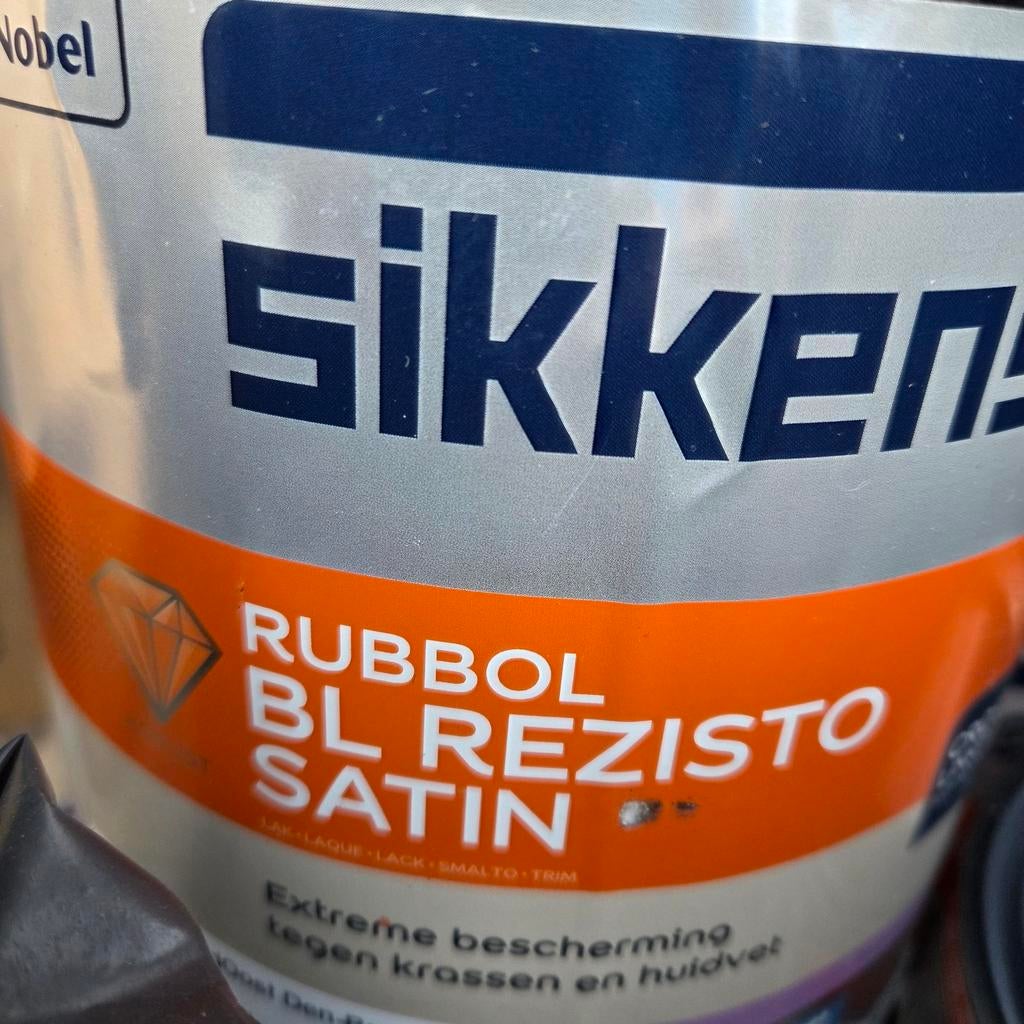 Nobel
sikkens
RUBBOL
BL REZISTO
SATIN
LAK • LAQUE • LACK • SMALTO • TRIM
Extreme bescherming
tegen krassen en huidvet